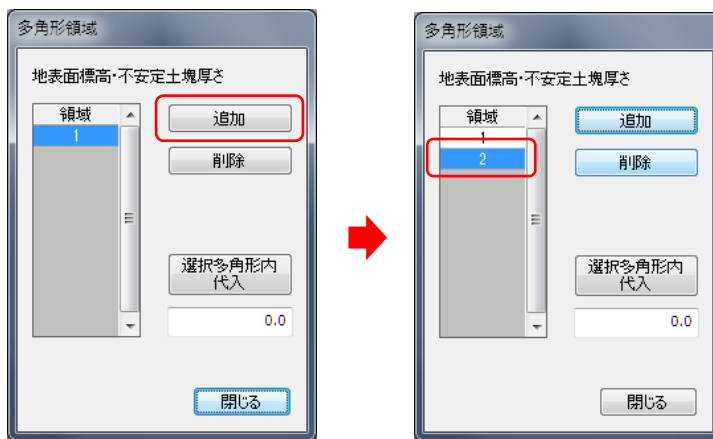 多角形領域
地表面標高・不安定土塊厚さ
領域
1
追加
削除
選択多角形内
代入
0.0
閉じる
多角形領域
地表面標高・不安定土塊厚さ
領域
1
2
追加
削除
選択多角形内
代入
0.0
閉じる